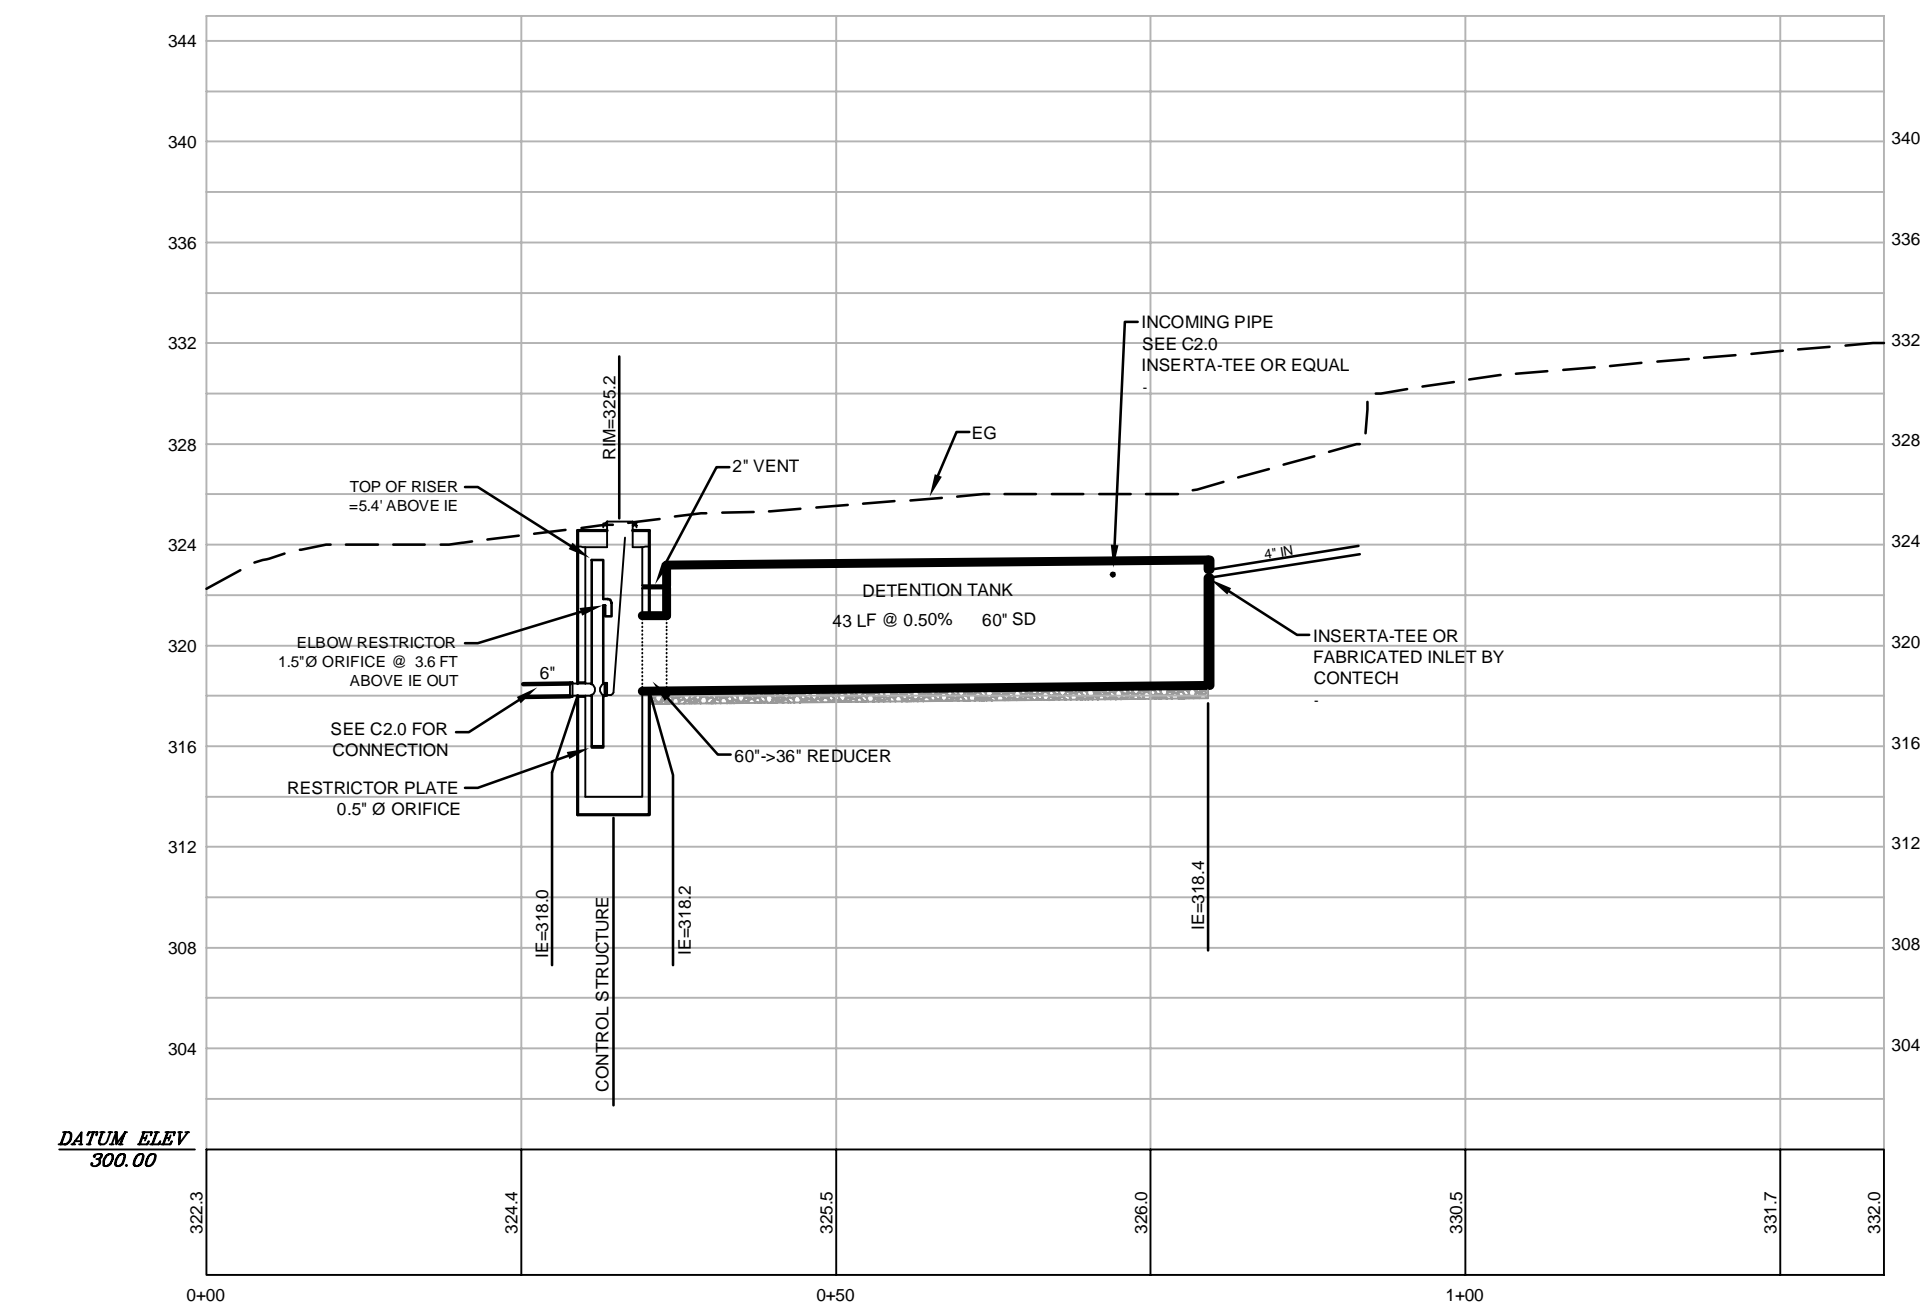 344
340
340
336
336
332
332
328
328
324
324
320
320
316
316
312
312
308
308
304
304
INCOMING PIPE
SEE C2.0
INSERTA-TEE OR EQUAL
-
RIM=325.2
EG
2" VENT
TOP OF RISER
=5.4' ABOVE IE
4" IN
DETENTION TANK
43 LF @ 0.50% 60" SD
ELBOW RESTRICTOR
1.5"Ø ORIFICE @ 3.6 FT
ABOVE IE OUT
INSERTA-TEE OR
FABRICATED INLET BY
CONTECH
-
6"
SEE C2.0 FOR
CONNECTION
60"->36" REDUCER
RESTRICTOR PLATE
0.5" Ø ORIFICE
IE=318.0
CONTROL STRUCTURE
IE=318.2
IE=318.4
DATUM ELEV
300.00
322.3
324.4
325.5
326.0
330.5
331.7
332.0
0+00
0+50
1+00